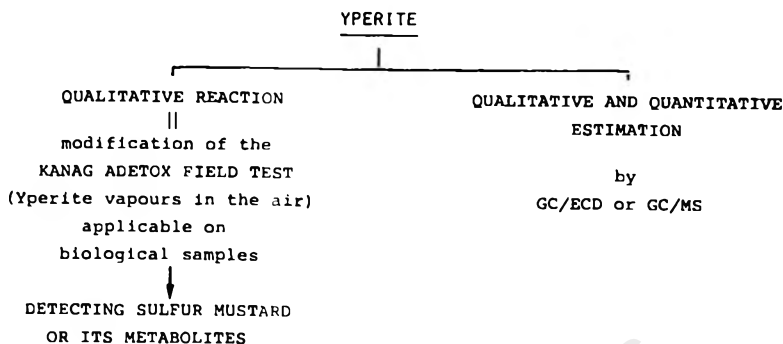 YPERITE
QUALITATIVE REACTION
modification of the
KANAG ADETOX FIELD TEST
(Yperite vapours in the air)
applicable on
biological samples
DETECTING SULFUR MUSTARD
OR ITS METABOLITES
QUALITATIVE AND QUANTITATIVE
ESTIMATION
by
GC/ECD or GC/MS